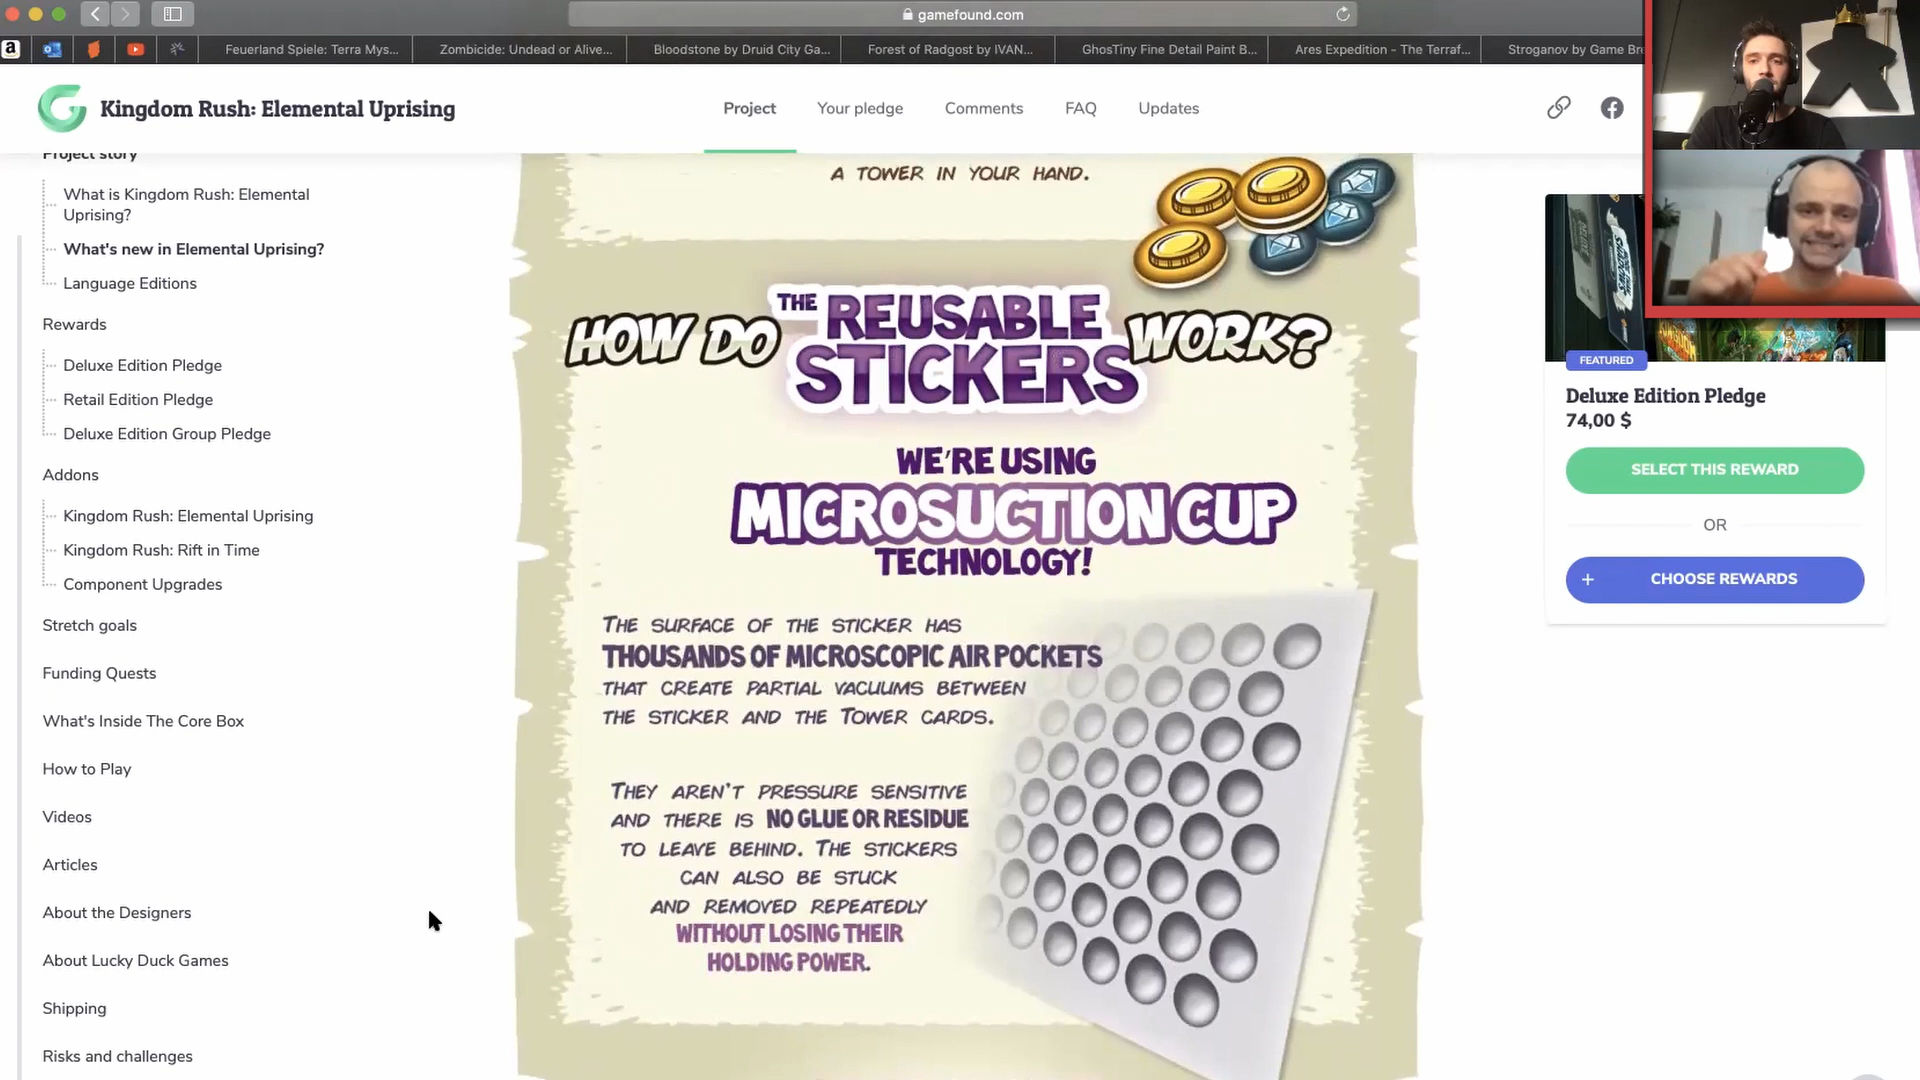 gamefound.com
a
Feuerland Spiele: Terra Mys...
Zombicide: Undead or Alive...
Bloodstone by Druid City Ga...
Forest of Radgost by IVAN...
GhosTiny Fine Detail Paint B...
Ares Expedition - The Terraf...
Stroganov by Game Bre
Kingdom Rush: Elemental Uprising
Project
Your pledge
Comments
FAQ
Updates
Project story
What is Kingdom Rush: Elemental
Uprising?
What's new in Elemental Uprising?
Language Editions
Rewards
Deluxe Edition Pledge
Retail Edition Pledge
Deluxe Edition Group Pledge
Addons
Kingdom Rush: Elemental Uprising
Kingdom Rush: Rift in Time
Component Upgrades
Stretch goals
Funding Quests
What's Inside The Core Box
How to Play
Videos
Articles
About the Designers
About Lucky Duck Games
Shipping
Risks and challenges
A TOWER IN YOUR HAND.
HOW DO THE REUSABLE STICKERS WORK?
WE'RE USING
MICROSUCTION CUP
TECHNOLOGY!
THE SURFACE OF THE STICKER HAS
THOUSANDS OF MICROSCOPIC AIR POCKETS
THAT CREATE PARTIAL VACUUMS BETWEEN
THE STICKER AND THE TOWER CARDS.
THEY AREN'T PRESSURE SENSITIVE
AND THERE IS NO GLUE OR RESIDUE
TO LEAVE BEHIND. THE STICKERS
CAN ALSO BE STUCK
AND REMOVED REPEATEDLY
WITHOUT LOSING THEIR
HOLDING POWER.
FEATURED
Deluxe Edition Pledge
74,00 $
SELECT THIS REWARD
OR
+ CHOOSE REWARDS